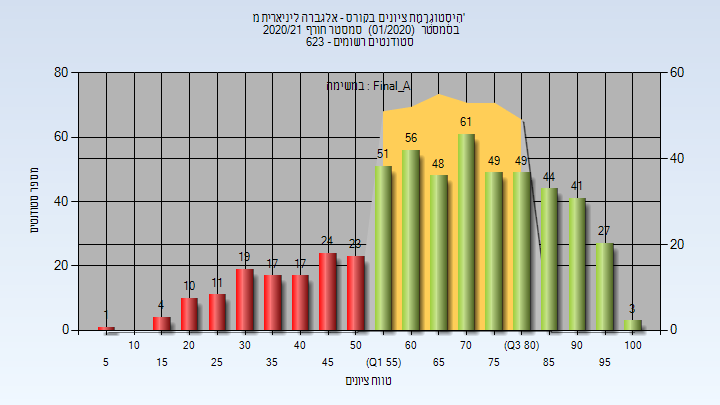 'הִיסְטוֹגְרָמַת ציונים בקורס - אלגברה ליניארית מ
בסמסטר (01/2020) סמסטר חורף 2020/21
סטודנטים רשומים - 623
במשימה : Final_A
80 60 40 20 0
מספר סטודנטים
60 40 20 0
1 4 10 11 19 17 17 24 23 51 56 48 61 49 49 44 41 27 3
10 20 30 40 50 60 70 (Q3 80) 90 100
5 15 25 35 45 (Q1 55) 65 75 85 95
טווח ציונים